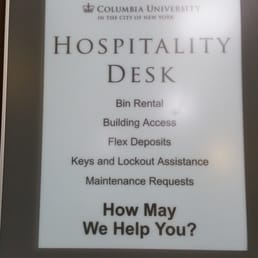 COLUMBIA UNIVERSITY
IN THE CITY OF NEW YORK
HOSPITALITY
DESK
Bin Rental
Building Access
Flex Deposits
Keys and Lockout Assistance
Maintenance Requests
How May
We Help You?